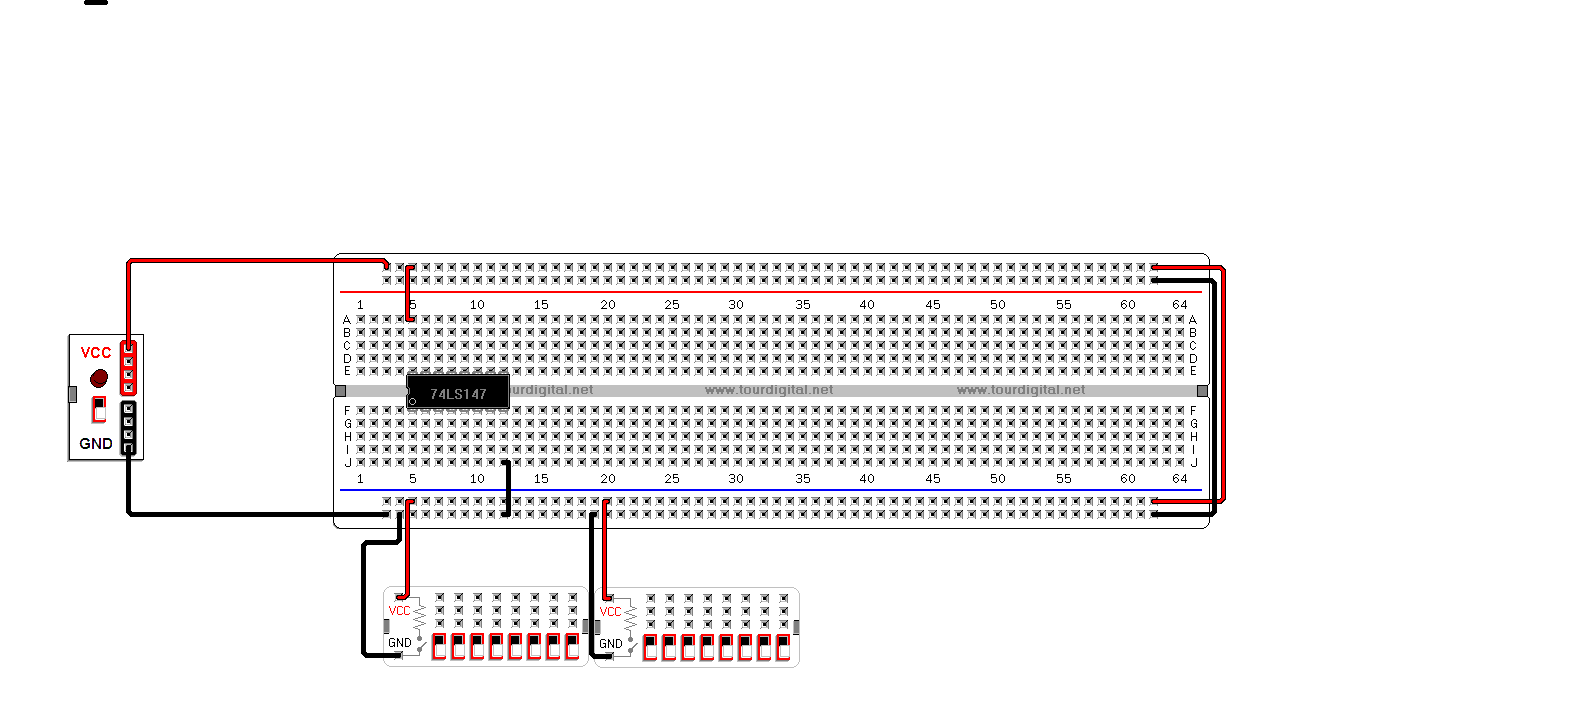 1 5 10 15 20 25 30 35 40 45 50 55 60 64
A A
B B
C C
D D
E E
VCC
GND
74LS147
urdigital.net www.tourdigital.net www.tourdigital.net
F F
G G
H H
I I
J J
1 5 10 15 20 25 30 35 40 45 50 55 60 64
VCC VCC
GND GND